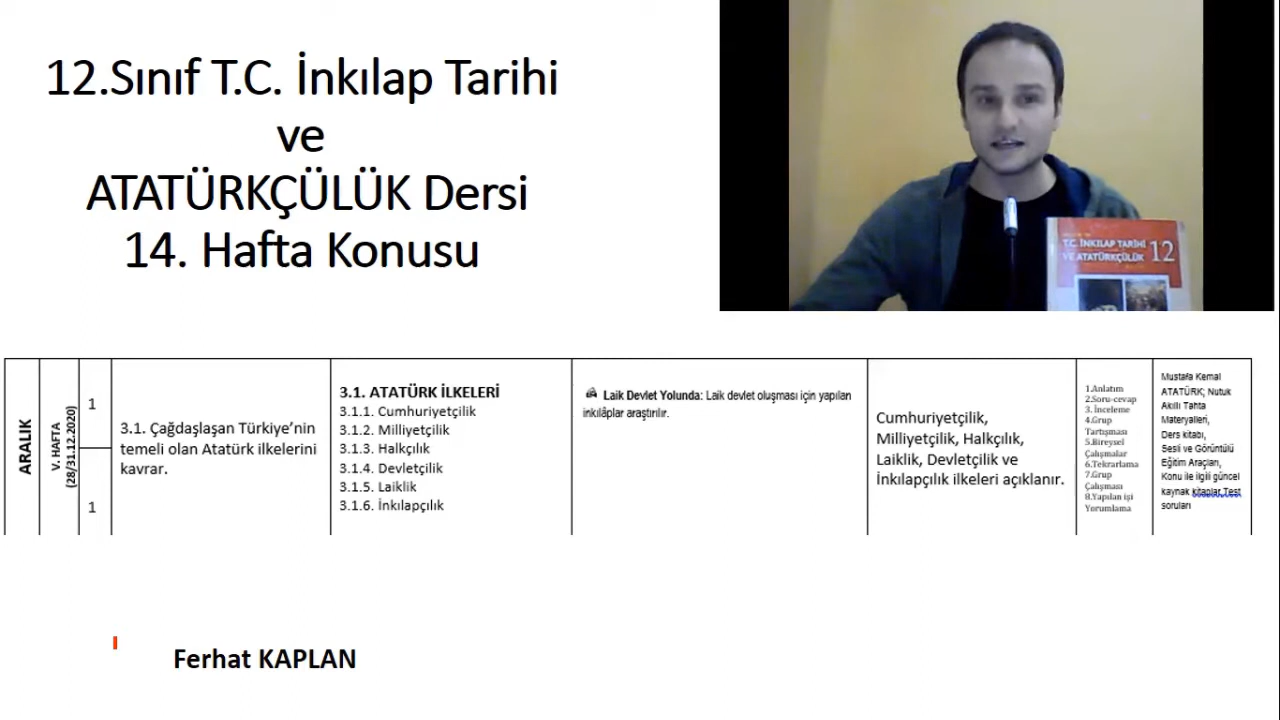 12.Sınıf T.C. İnkılap Tarihi
ve
ATATÜRKÇÜLÜK Dersi
14. Hafta Konusu
T.C. İNKILAP TARİHİ
VE ATATÜRKÇÜLÜK
12
ARALIK
V. HAFTA
(28/31.12.2020)
1
1
3.1. Çağdaşlaşan Türkiye’nin
temeli olan Atatürk ilkelerini
kavrar.
3.1. ATATÜRK İLKELERİ
3.1.1. Cumhuriyetçilik
3.1.2. Milliyetçilik
3.1.3. Halkçılık
3.1.4. Devletçilik
3.1.5. Laiklik
3.1.6. İnkılapçılık
Laik Devlet Yolunda: Laik devlet oluşması için yapılan
inkılâplar araştırılır.
Cumhuriyetçilik,
Milliyetçilik, Halkçılık,
Laiklik, Devletçilik ve
İnkılapçılık ilkeleri açıklanır.
1.Anlatım
2.Soru-cevap
3. İnceleme
4.Grup
Tartışması
5.Bireysel
Çalışmalar
6.Tekrarlama
7.Grup
Çalışması
8.Yapılan işi
Yorumlama
Mustafa Kemal
ATATÜRK; Nutuk
Akıllı Tahta
Materyalleri,
Ders kitabı,
Sesli ve Görüntülü
Eğitim Araçları,
Konu ile ilgili güncel
kaynak kitaplar,Test
soruları
Ferhat KAPLAN